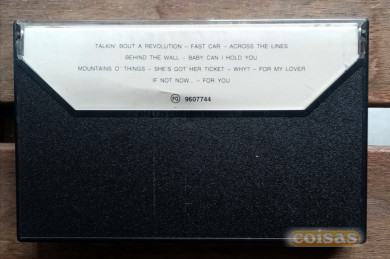 TALKIN' BOUT A REVOLUTION – FAST CAR – ACROSS THE LINES
BEHIND THE WALL – BABY CAN I HOLD YOU
MOUNTAINS O' THINGS – SHE'S GOT HER TICKET – WHY? – FOR MY LOVER
IF NOT NOW... – FOR YOU
9607744
coisas